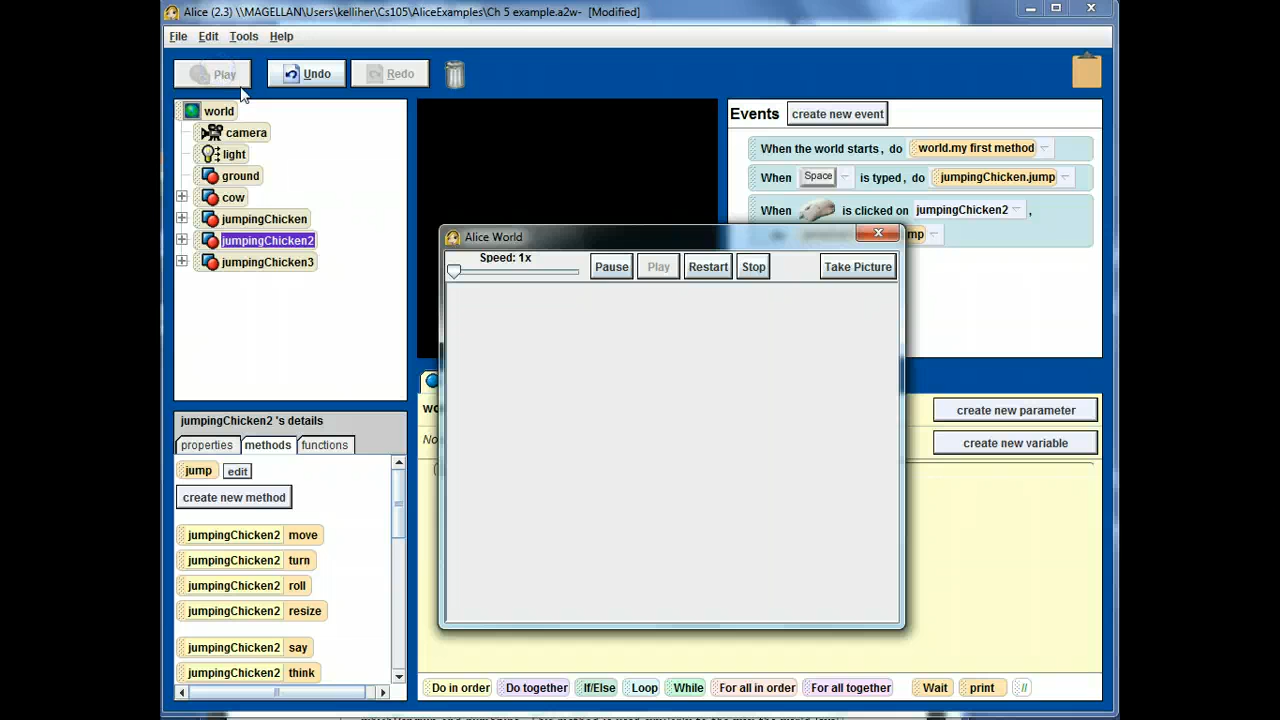 Alice (2.3) \\MAGELLAN\Users\kelliher\Cs105\AliceExamples\Ch 5 example.a2w- [Modified]
File Edit Tools Help
Play Undo Redo
world
camera
light
ground
cow
jumpingChicken
jumpingChicken2
jumpingChicken3
Events create new event
When the world starts, do world.my first method
When Space is typed, do jumpingChicken.jump
When is clicked on jumpingChicken2 ,
mp
Alice World
Speed: 1x
Pause Play Restart Stop Take Picture
wo
No
create new parameter
create new variable
jumpingChicken2 's details
properties methods functions
jump edit
create new method
jumpingChicken2 move
jumpingChicken2 turn
jumpingChicken2 roll
jumpingChicken2 resize
jumpingChicken2 say
jumpingChicken2 think
Do in order Do together If/Else Loop While For all in order For all together Wait print //